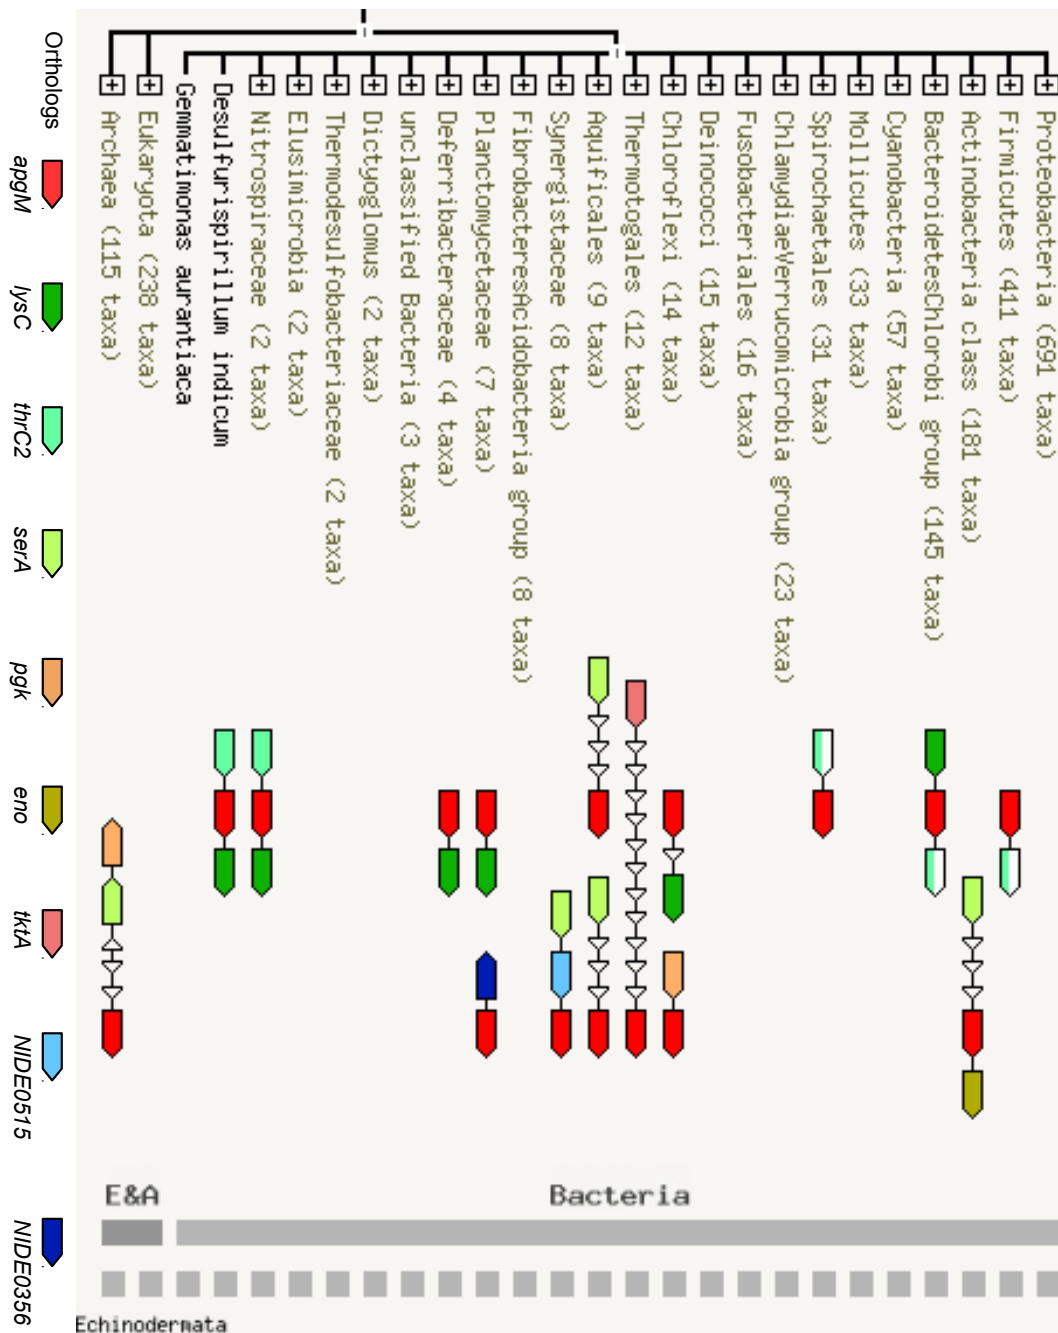 Orthologs
apgM
lysC
thrC2
serA
pgk
eno
tktA
NIDE0515
NIDE0356
Proteobacteria (691 taxa)
Firmicutes (411 taxa)
Actinobacteria class (181 taxa)
BacteroidetesChlorobi group (145 taxa)
Cyanobacteria (57 taxa)
Mollicutes (33 taxa)
Spirochaetales (31 taxa)
ChlamydiaeVerrucomicrobia group (23 taxa)
Fusobacteriales (16 taxa)
Deinococci (15 taxa)
Chloroflexi (14 taxa)
Thermotogales (12 taxa)
Aquificales (9 taxa)
Synergistaceae (8 taxa)
FibrobacteresAcidobacteria group (8 taxa)
Planctomycetaceae (7 taxa)
Deferribacteraceae (4 taxa)
unclassified Bacteria (3 taxa)
Dictyoglomus (2 taxa)
Thermodesulfobacteriaceae (2 taxa)
Elusimicrobia (2 taxa)
Nitrospiraceae (2 taxa)
Desulfurispirillum indicum
Gemmatimonas aurantiaca
Eukaryota (238 taxa)
Archaea (115 taxa)
E&A
Bacteria
Echinodermata